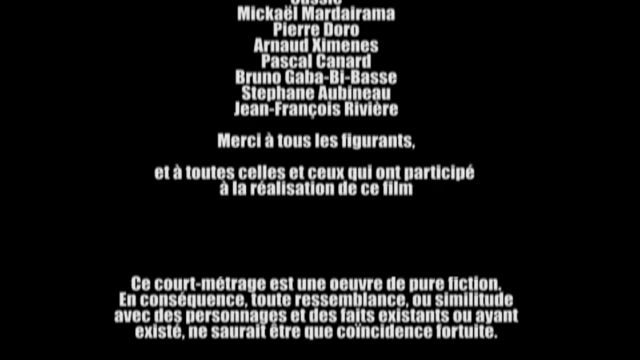 Mickaël Mardairama
Pierre Doro
Arnaud Ximenes
Pascal Canard
Bruno Gaba-Bi-Basse
Stephane Aubineau
Jean-François Rivière
Merci à tous les figurants,
et à toutes celles et ceux qui ont participé
à la réalisation de ce film
Ce court-métrage est une oeuvre de pure fiction.
En conséquence, toute ressemblance, ou similitude
avec des personnages et des faits existants ou ayant
existé, ne saurait être que coïncidence fortuite.